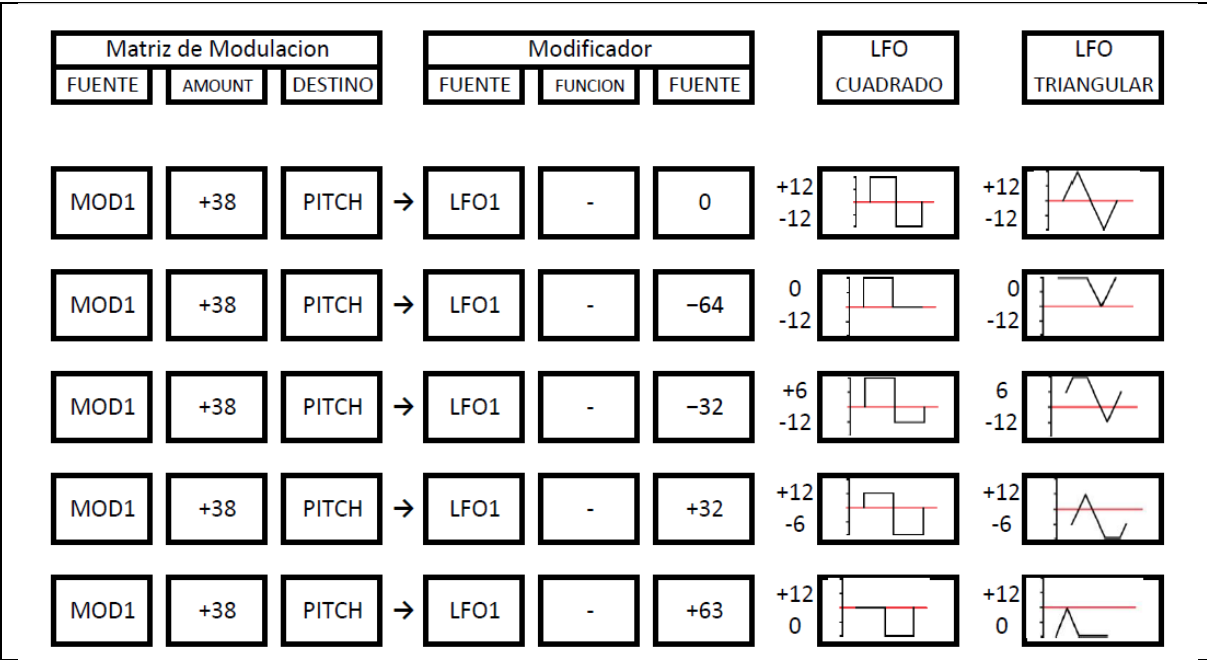 Matriz de Modulacion Modificador LFO LFO
FUENTE AMOUNT DESTINO FUENTE FUNCION FUENTE CUADRADO TRIANGULAR
MOD1 +38 PITCH → LFO1 - 0 +12 +12
-12 -12
MOD1 +38 PITCH → LFO1 - −64 0 0
-12 -12
MOD1 +38 PITCH → LFO1 - −32 +6 6
-12 -12
MOD1 +38 PITCH → LFO1 - +32 +12 +12
-6 -6
MOD1 +38 PITCH → LFO1 - +63 +12 +12
0 0